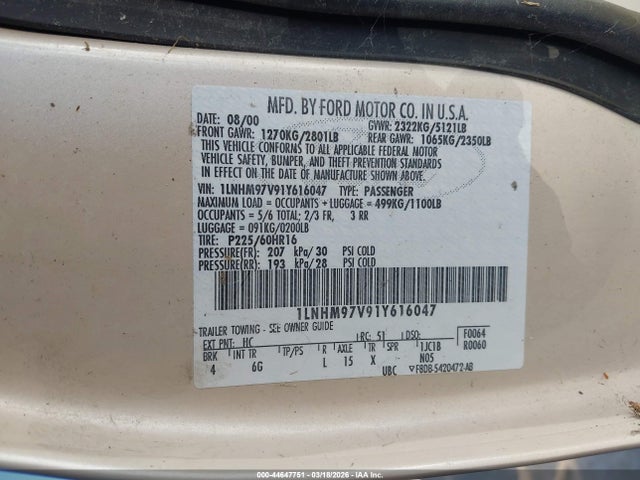 MFD. BY FORD MOTOR CO. IN U.S.A.
DATE: 08/00 GVWR: 2322KG/5121LB
FRONT GAWR: 1270KG/2801LB REAR GAWR: 1065KG/2350LB
THIS VEHICLE CONFORMS TO ALL APPLICABLE FEDERAL MOTOR
VEHICLE SAFETY, BUMPER, AND THEFT PREVENTION STANDARDS
IN EFFECT ON THE DATE OF MANUFACTURE SHOWN ABOVE.
VIN: 1LNHM97V91Y616047 TYPE: PASSENGER
MAXIMUM LOAD = OCCUPANTS + LUGGAGE = 499KG/1100LB
OCCUPANTS = 5/6 TOTAL; 2/3 FR, 3 RR
LUGGAGE = 091KG/0200LB
TIRE: P225/60HR16
PRESSURE(FR): 207 kPa/30 PSI COLD
PRESSURE(RR): 193 kPa/28 PSI COLD
1LNHM97V91Y616047
TRAILER TOWING - SEE OWNER GUIDE
EXT PNT: HC RC: 51 DSO: F0064
BRK INT TR TP/PS R AXLE TR SPR 1JC1B R0060
4 6G L 15 X N05
UBC ▽F8DB-5420472-AB
000-44647751 | 03/18/2026 - IAA Inc.